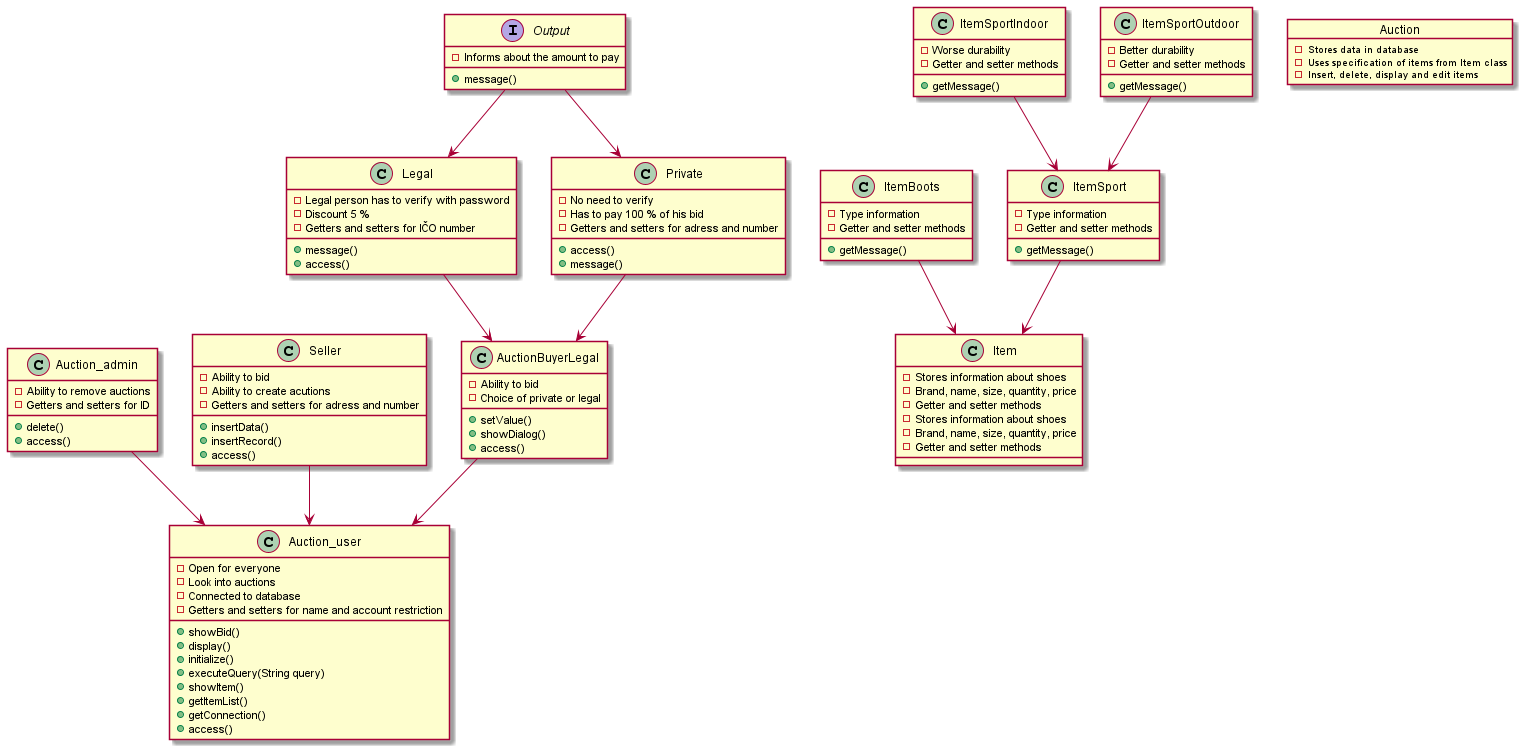 I Output
Informs about the amount to pay
message()
C ItemSportIndoor
Worse durability
Getter and setter methods
getMessage()
C ItemSportOutdoor
Better durability
Getter and setter methods
getMessage()
Auction
Stores data in database
Uses specification of items from Item class
Insert, delete, display and edit items
C Legal
Legal person has to verify with password
Discount 5 %
Getters and setters for IČO number
message()
access()
C Private
No need to verify
Has to pay 100 % of his bid
Getters and setters for adress and number
access()
message()
C ItemBoots
Type information
Getter and setter methods
getMessage()
C ItemSport
Type information
Getter and setter methods
getMessage()
C Auction_admin
Ability to remove auctions
Getters and setters for ID
delete()
access()
C Seller
Ability to bid
Ability to create acutions
Getters and setters for adress and number
insertData()
insertRecord()
access()
C AuctionBuyerLegal
Ability to bid
Choice of private or legal
setValue()
showDialog()
access()
C Item
Stores information about shoes
Brand, name, size, quantity, price
Getter and setter methods
Stores information about shoes
Brand, name, size, quantity, price
Getter and setter methods
C Auction_user
Open for everyone
Look into auctions
Connected to database
Getters and setters for name and account restriction
showBid()
display()
initialize()
executeQuery(String query)
showItem()
getItemList()
getConnection()
access()